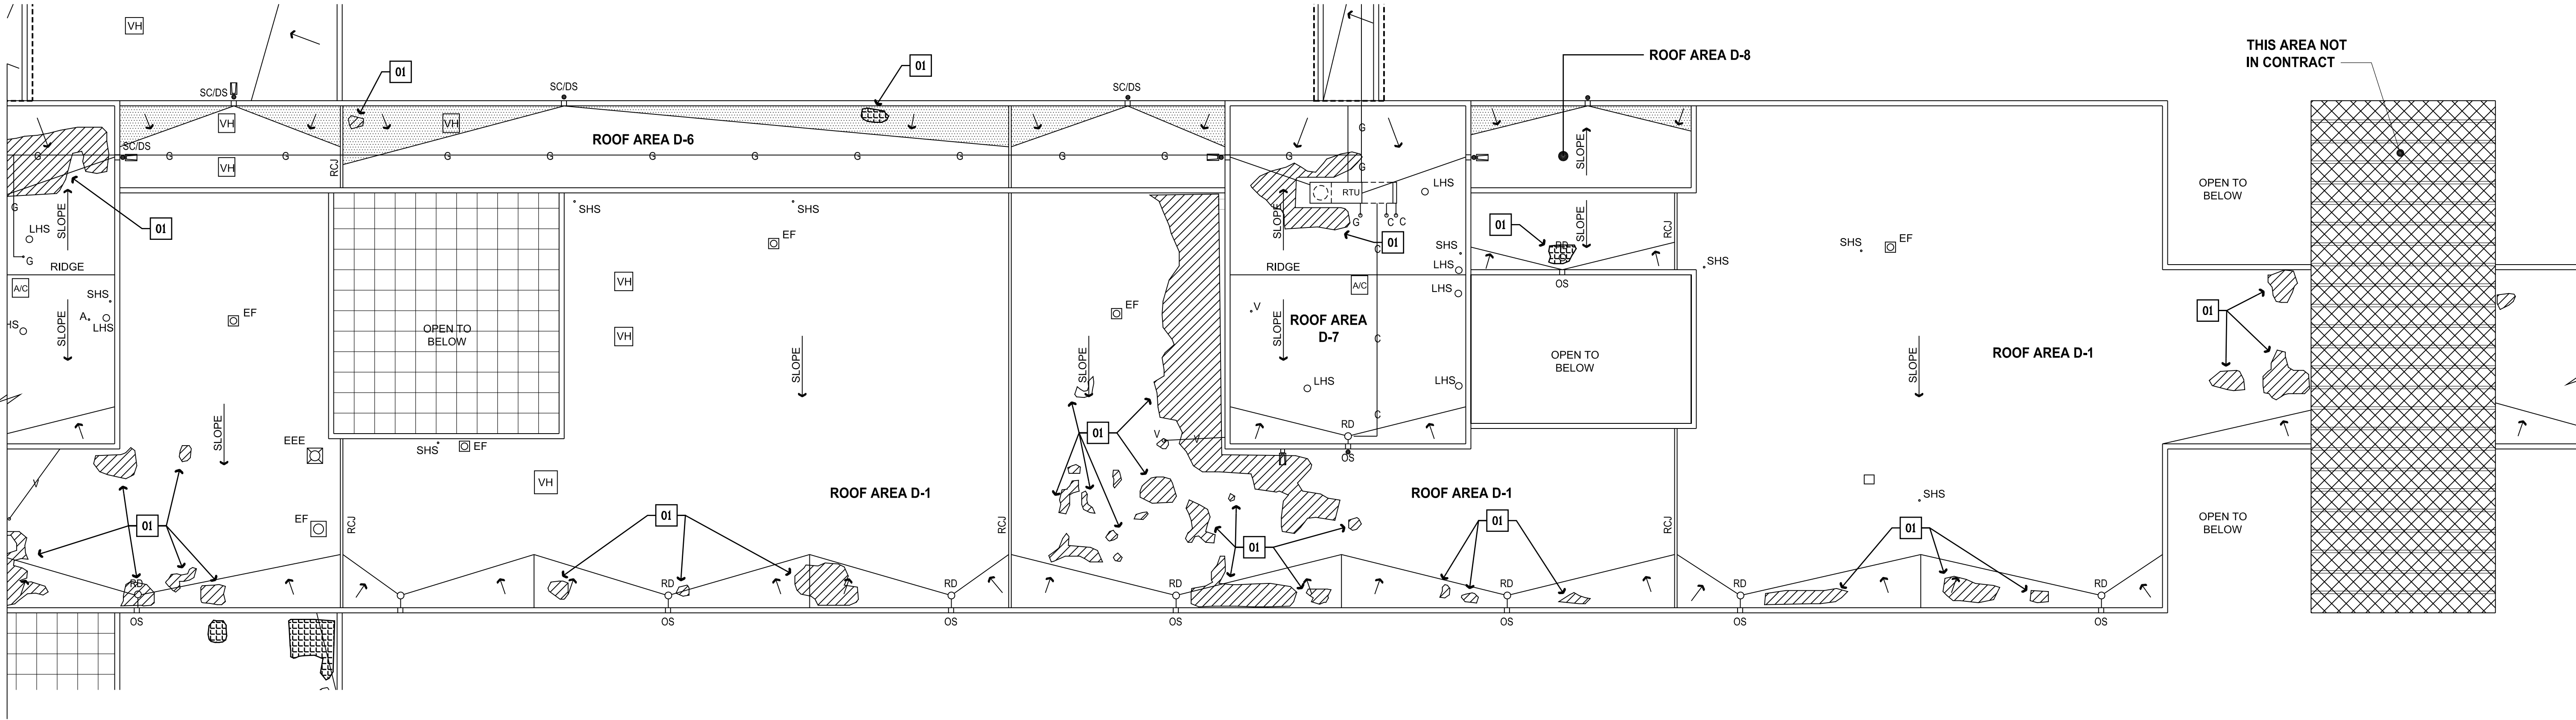 THIS AREA NOT
IN CONTRACT
VH
ROOF AREA D-8
01
01
SC/DS
SC/DS
SC/DS
VH
VH
ROOF AREA D-6
SC/DS
G
G
G
G
G
G
G
G
G
G
G
G
G
G
VH
RCJ
SLOPE
RTU
LHS
OPEN TO
BELOW
G
SLOPE
LHS
01
SHS
SHS
SLOPE
G
C
C
01
SLOPE
RCJ
EF
01
SHS
C
RD
SHS
EF
G
RIDGE
RIDGE
LHS
SHS
VH
A/C
A/C
LHS
OS
SHS
A
LHS
HS
SLOPE
EF
EF
V
SLOPE
ROOF AREA
D-7
01
OPEN TO
BELOW
VH
C
OPEN TO
BELOW
ROOF AREA D-1
SLOPE
SLOPE
SLOPE
LHS
LHS
C
RD
SLOPE
EEE
SHS
EF
01
V
V
OS
V
VH
ROOF AREA D-1
ROOF AREA D-1
SHS
01
EF
RCJ
01
RCJ
01
01
RCJ
01
OPEN TO
BELOW
RD
RD
RD
RD
RD
RD
RD
OS
OS
OS
OS
OS
OS
OS